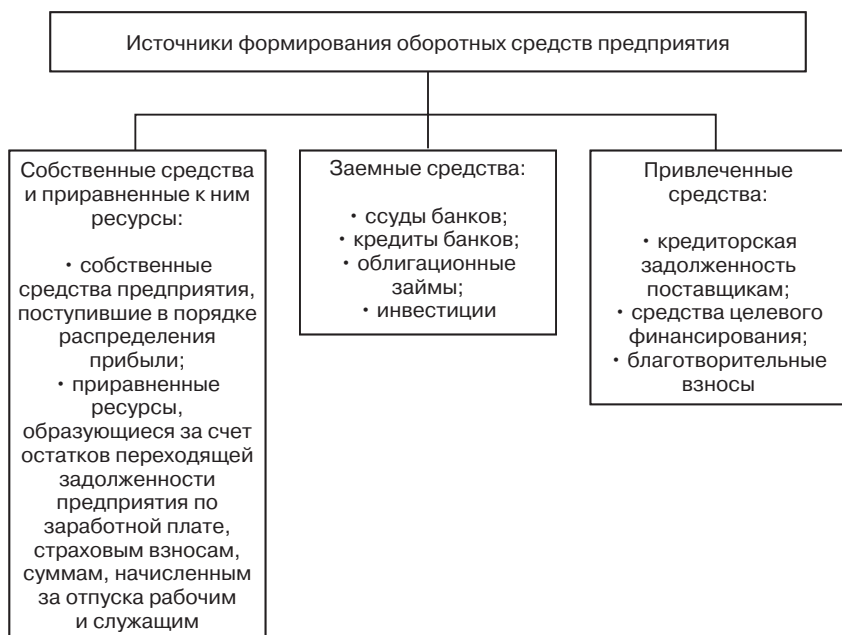 Источники формирования оборотных средств предприятия
Собственные средства
и приравненные к ним
ресурсы:
• собственные
средства предприятия,
поступившие в порядке
распределения
прибыли;
• приравненные
ресурсы,
образующиеся за счет
остатков переходящей
задолженности
предприятия по
заработной плате,
страховым взносам,
суммам, начисленным
за отпуска рабочим
и служащим
Заемные средства:
• ссуды банков;
• кредиты банков;
• облигационные
займы;
• инвестиции
Привлеченные
средства:
• кредиторская
задолженность
поставщикам;
• средства целевого
финансирования;
• благотворительные
взносы